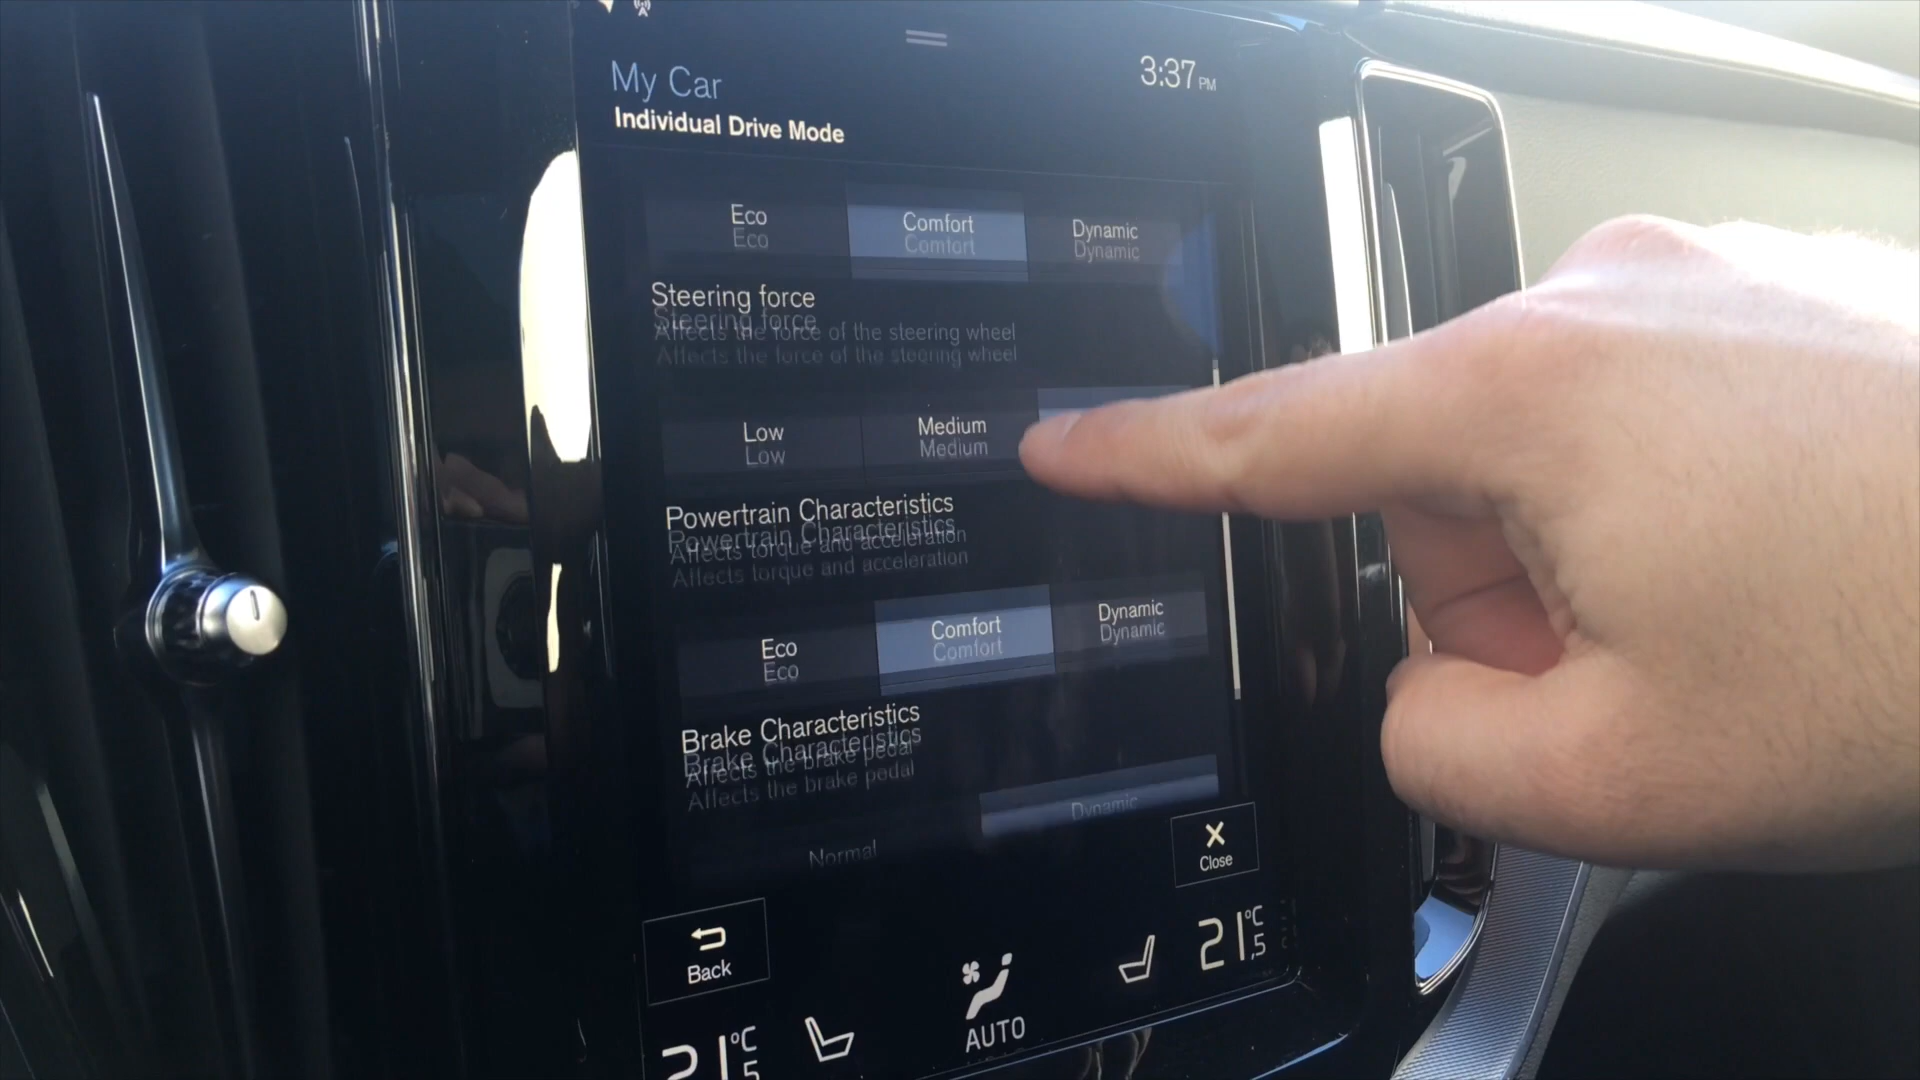 My Car
3:37 PM
Individual Drive Mode
Eco Comfort Dynamic
Steering force
Affects the force of the steering wheel
Low Medium
Powertrain Characteristics
Affects torque and acceleration
Eco Comfort Dynamic
Brake Characteristics
Affects the brake pedal
Normal Dynamic
Close
Back
21,5 °C
21 5 °C
AUTO